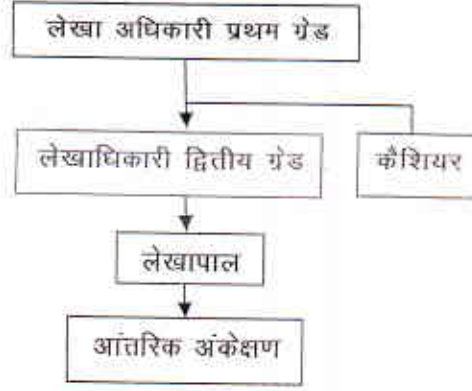 लेखा अधिकारी प्रथम ग्रेड
लेखाधिकारी द्वितीय ग्रेड
कैशियर
लेखापाल
आंतरिक अंकेक्षण